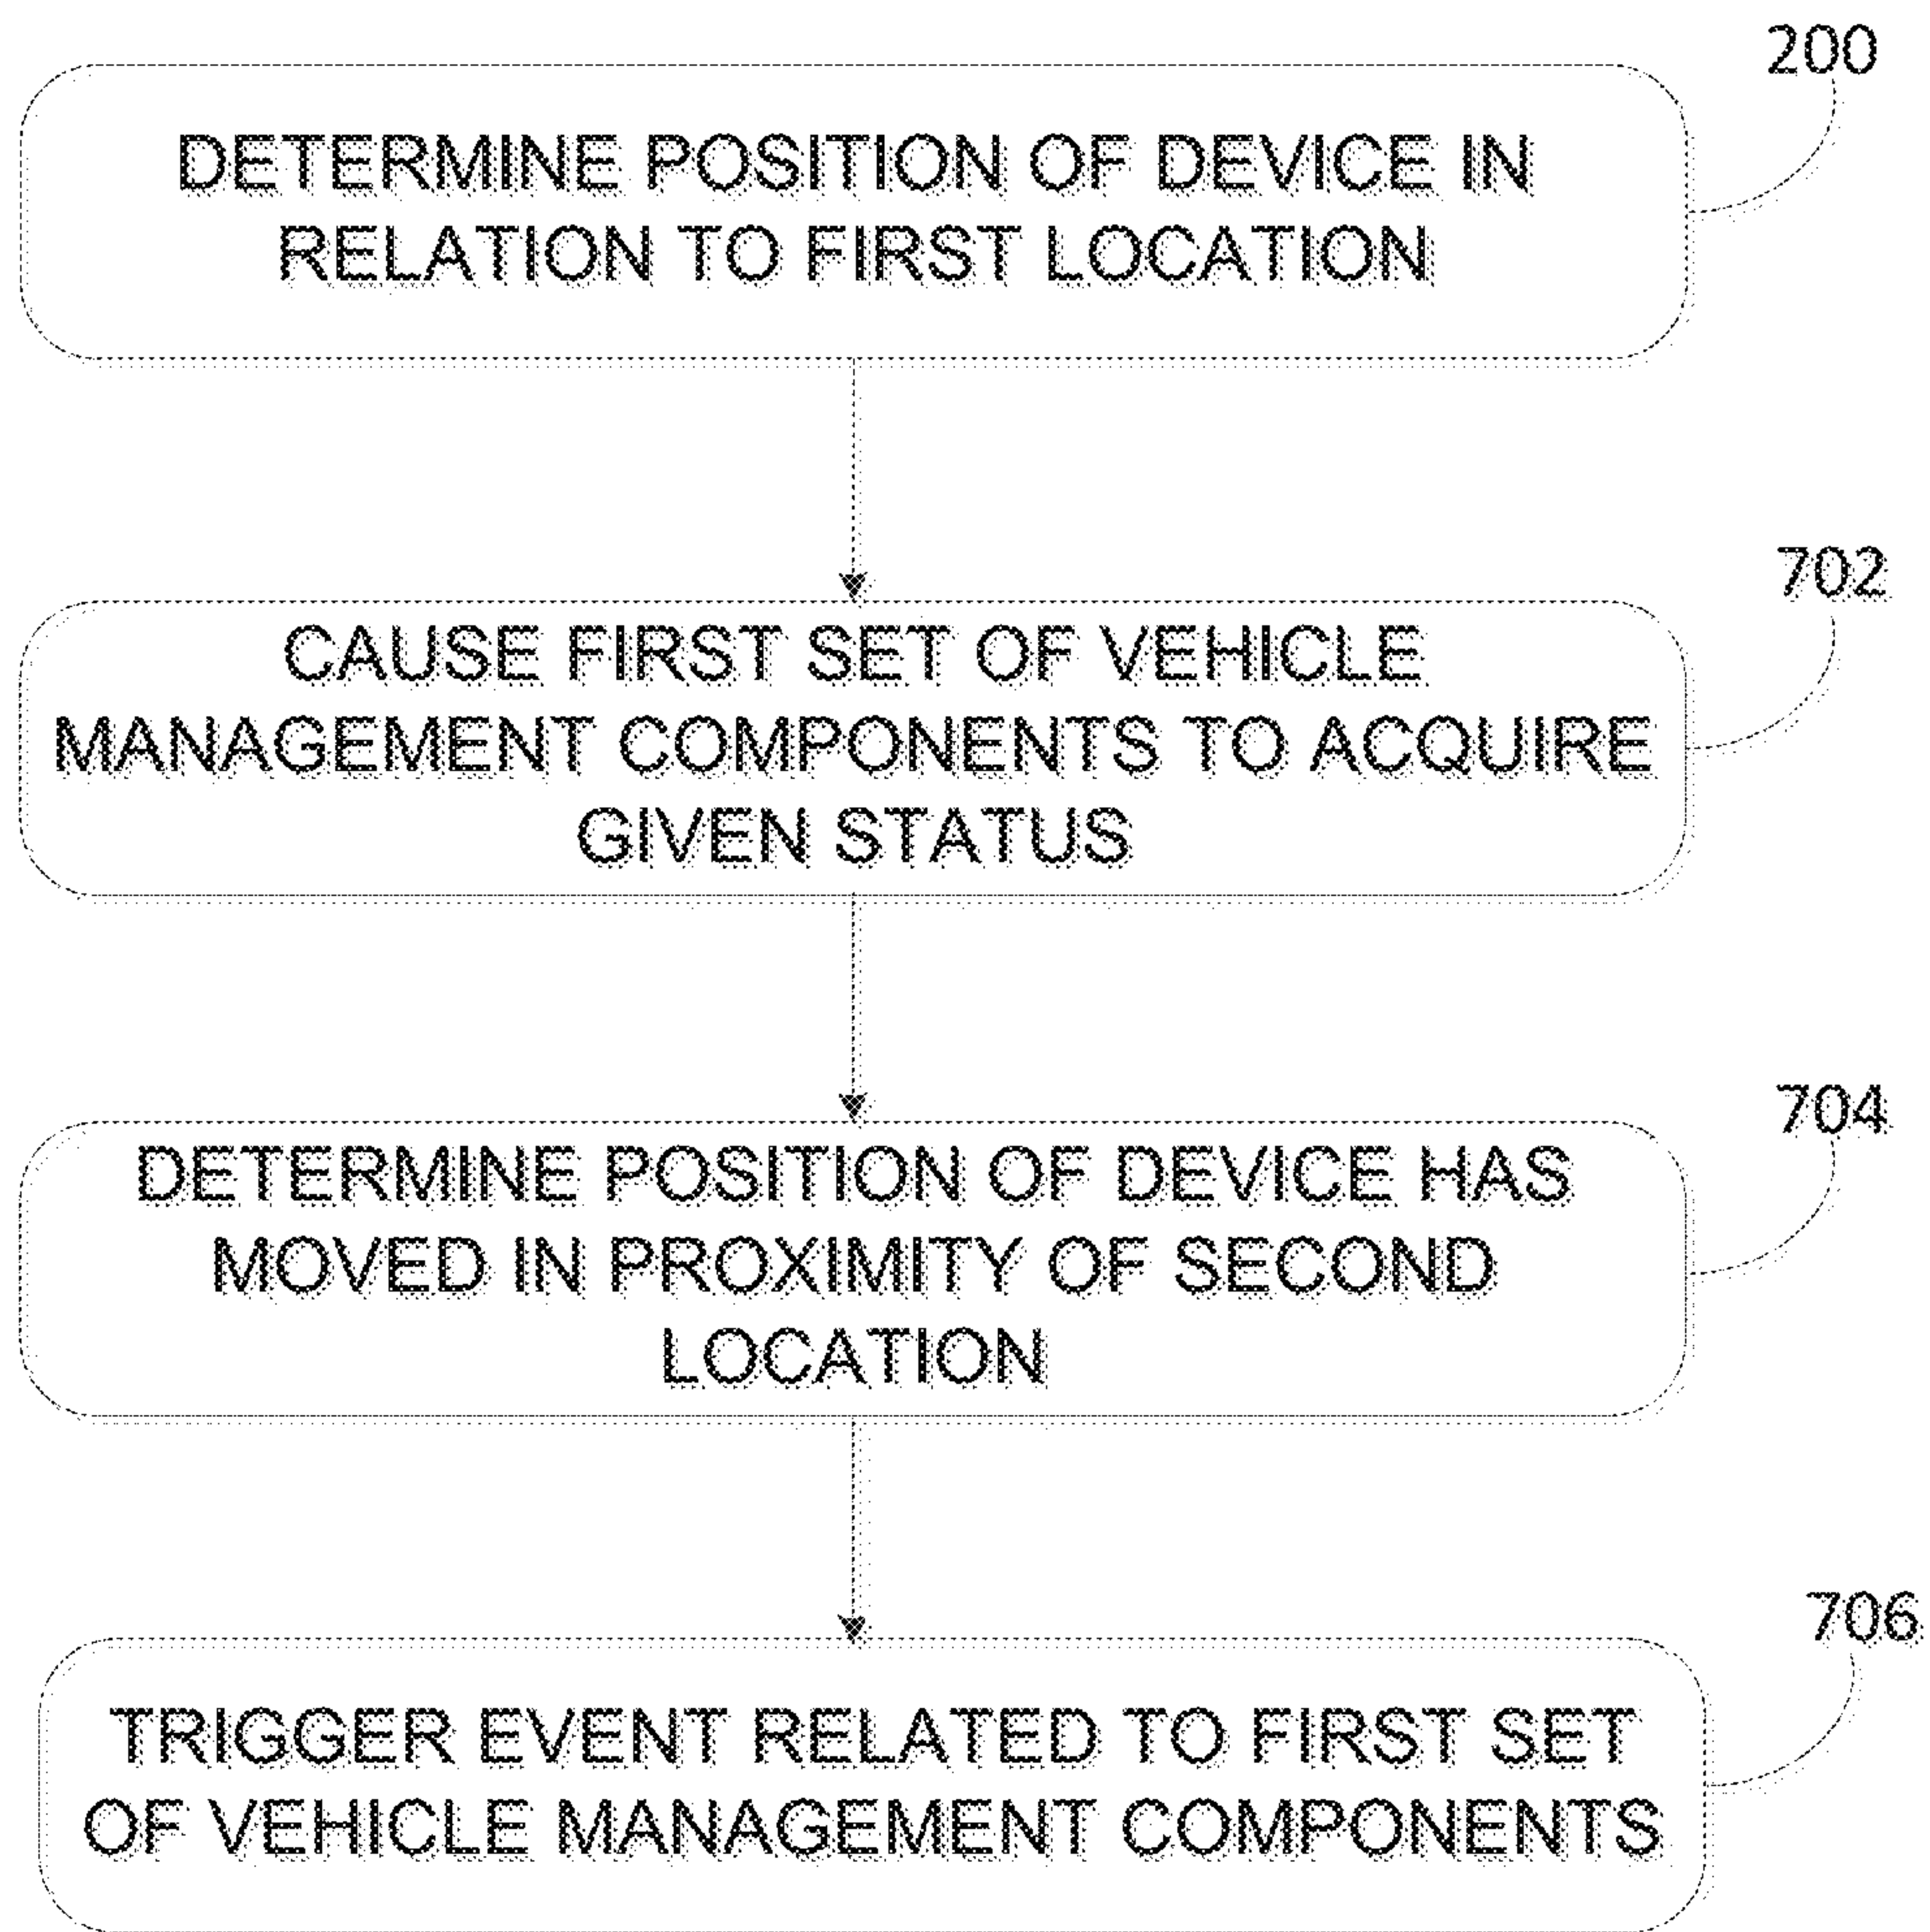 200
DETERMINE POSITION OF DEVICE IN
RELATION TO FIRST LOCATION
702
CAUSE FIRST SET OF VEHICLE
MANAGEMENT COMPONENTS TO ACQUIRE
GIVEN STATUS
704
DETERMINE POSITION OF DEVICE HAS
MOVED IN PROXIMITY OF SECOND
LOCATION
706
TRIGGER EVENT RELATED TO FIRST SET
OF VEHICLE MANAGEMENT COMPONENTS